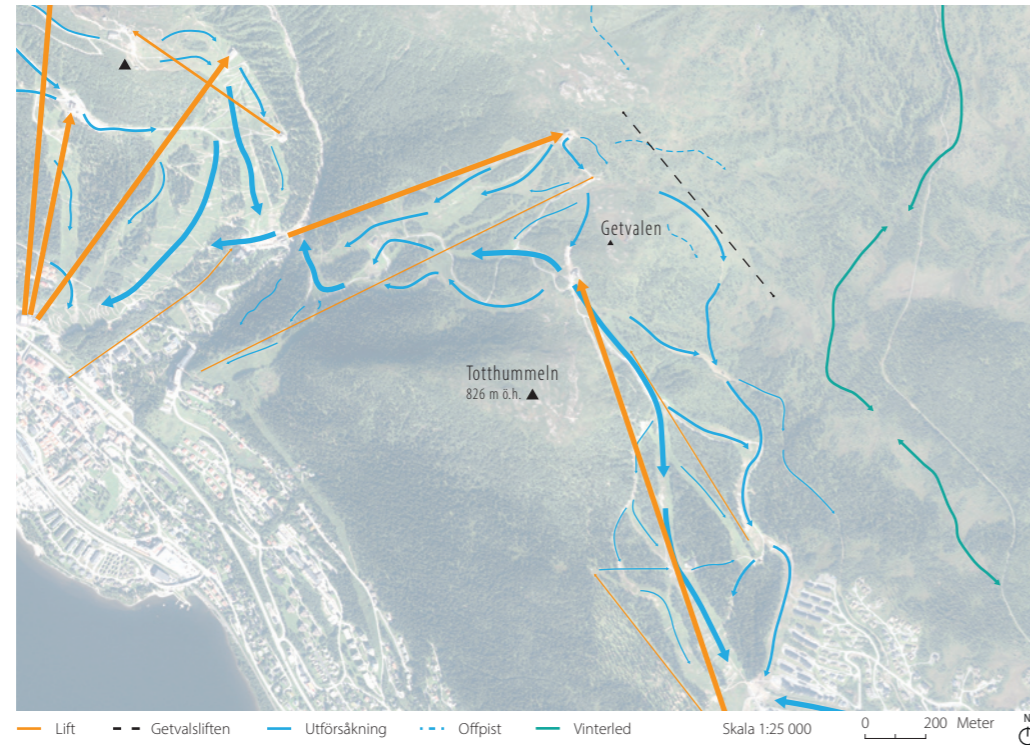 Getvalen
Totthummeln
826 m ö.h.
Lift Getvalsliften Utförsåkning Offpist Vinterled Skala 1:25 000 0 200 Meter N